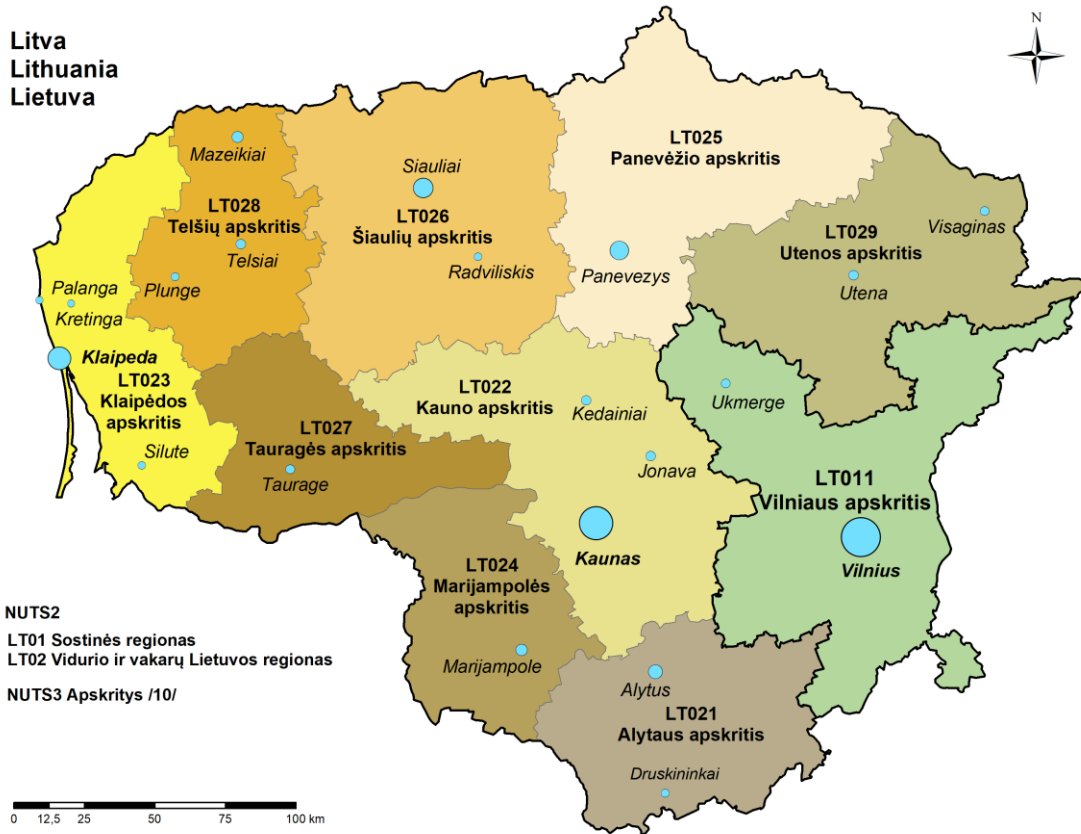 Litva
Lithuania
Lietuva
N
LT025
Panevėžio apskritis
Mazeikiai
Siauliai
LT028
Telšių apskritis
LT026
Šiaulių apskritis
Visaginas
LT029
Utenos apskritis
Telsiai
Radviliskis
Panevezys
Plunge
Utena
Palanga
Kretinga
Klaipeda
LT023
Klaipėdos
apskritis
LT022
Kauno apskritis
Ukmerge
Kedainiai
LT027
Tauragės apskritis
Silute
Taurage
Jonava
LT011
Vilniaus apskritis
Kaunas
Vilnius
LT024
Marijampolės
apskritis
NUTS2
LT01 Sostinės regionas
LT02 Vidurio ir vakarų Lietuvos regionas
NUTS3 Apskritys /10/
Marijampole
Alytus
LT021
Alytaus apskritis
Druskininkai
0 12,5 25 50 75 100 km